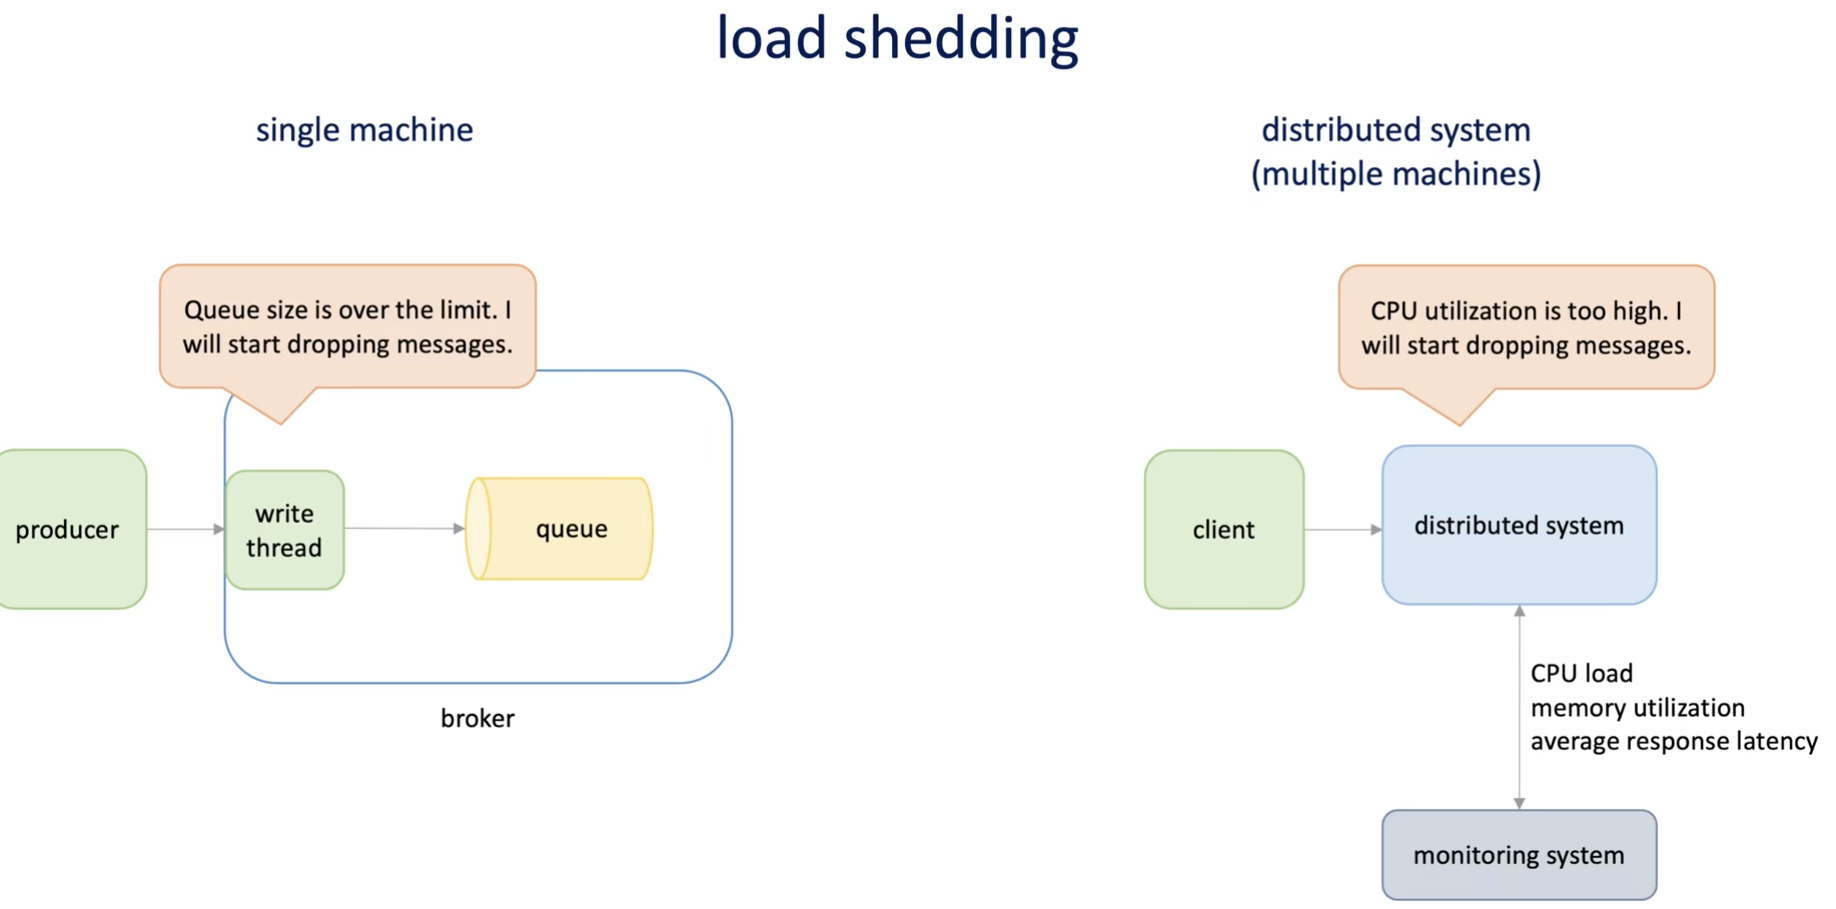 load shedding
single machine
Queue size is over the limit. I
will start dropping messages.
producer
write
thread
queue
broker
distributed system
(multiple machines)
CPU utilization is too high. I
will start dropping messages.
client
distributed system
CPU load
memory utilization
average response latency
monitoring system